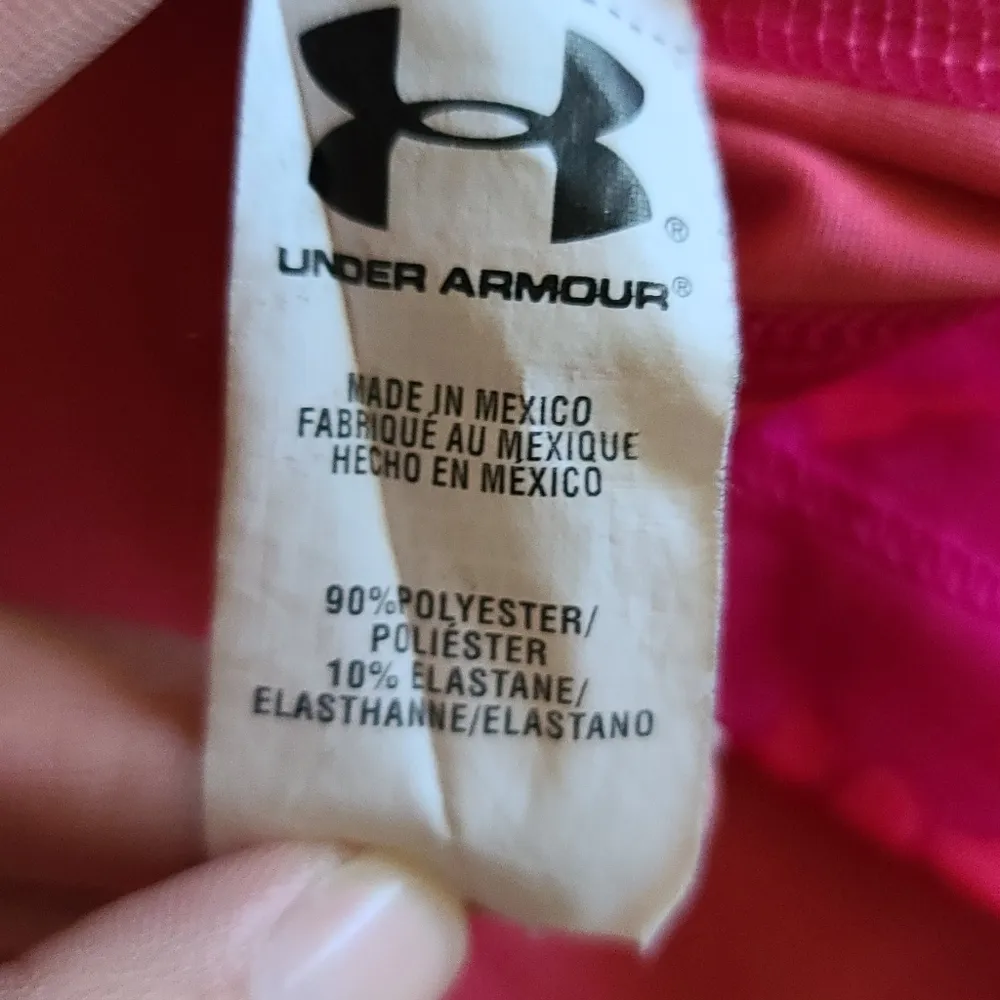 ®
UNDER ARMOUR®
MADE IN MEXICO
FABRIQUÉ AU MEXIQUE
HECHO EN MÉXICO
90%POLYESTER/
POLIÉSTER
10% ELASTANE/
ELASTHANNE/ELASTANO